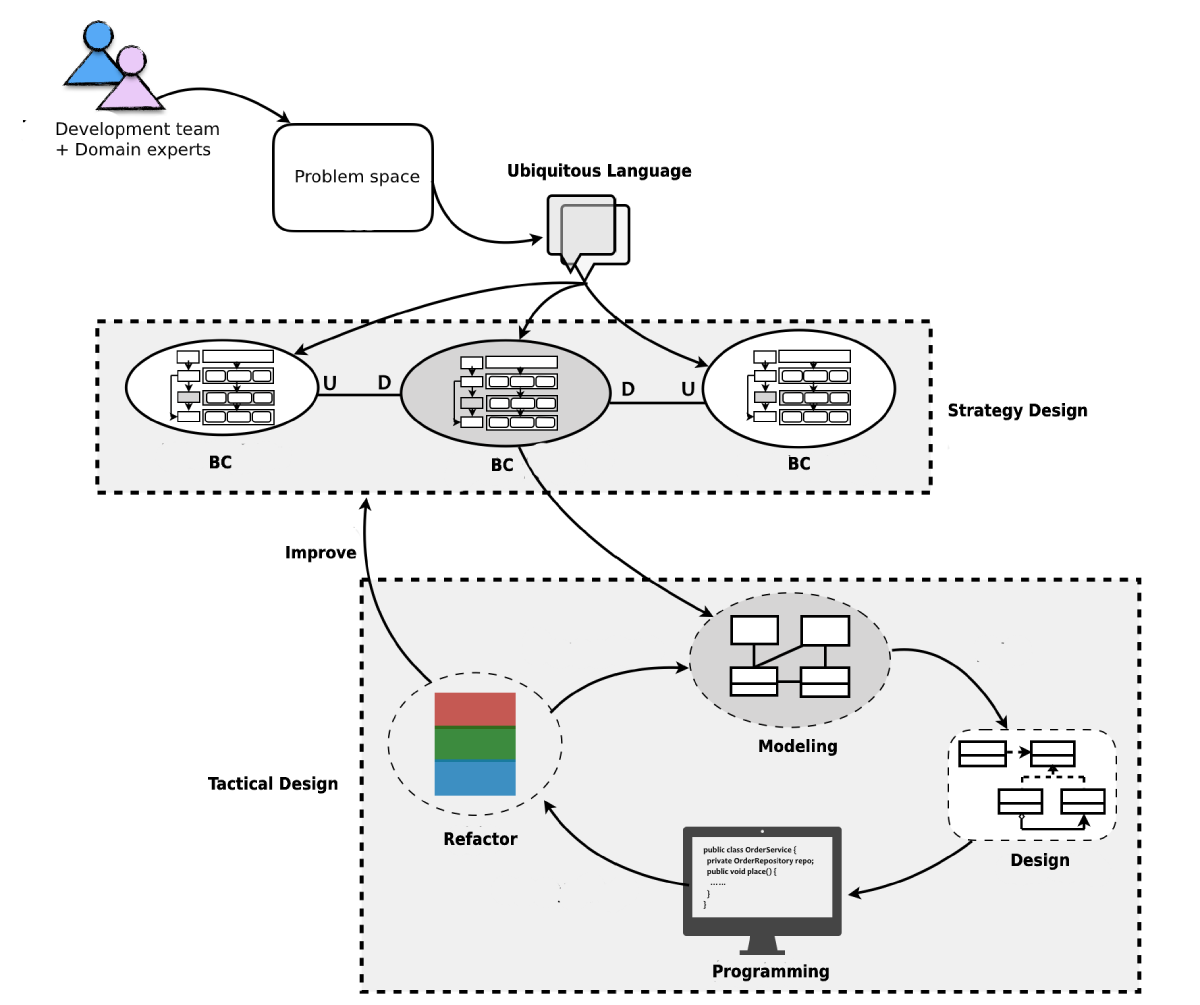 Development team
+ Domain experts
Problem space
Ubiquitous Language
U
D
D
U
BC
BC
BC
Strategy Design
Improve
Modeling
Tactical Design
Refactor
Design
public class OrderService {
private OrderRepository repo;
public void place() {
......
}
}
Programming